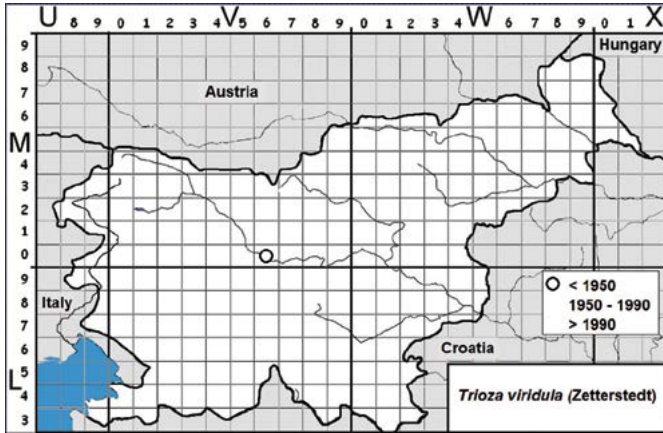 U 8 9 0 1 2 3 4 V 6 7 8 9 0 1 2 3 4 W 6 7 8 9 0 1 X
9
Hungary
8
Austria
7
6
M
4
3
2
1
0
9
< 1950
Italy
8
1950 - 1990
7
> 1990
6
Croatia
L
5
4
Trioza viridula (Zetterstedt)
3